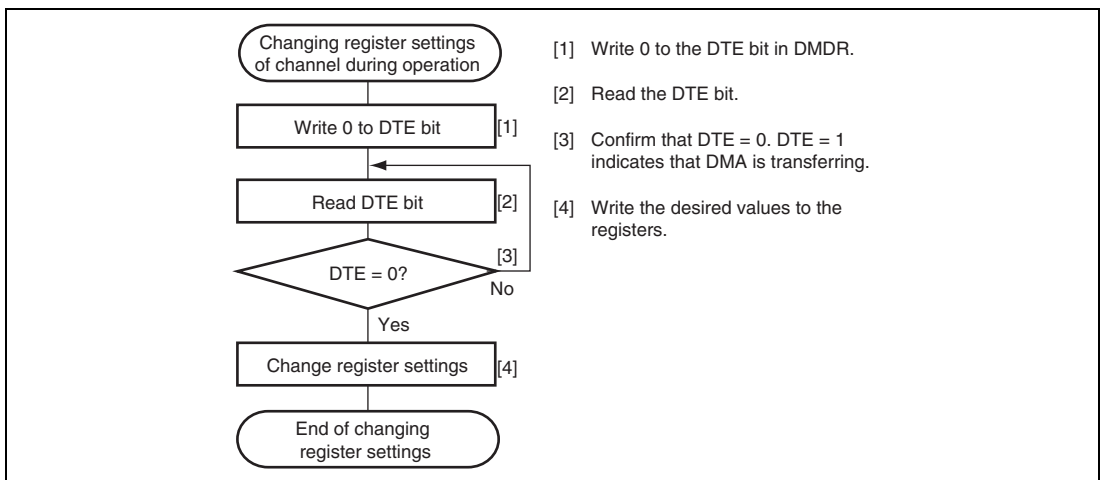 Changing register settings
of channel during operation
Write 0 to DTE bit
[1]
Read DTE bit
[2]
[3]
DTE = 0?
No
Yes
Change register settings
[4]
End of changing
register settings
[1] Write 0 to the DTE bit in DMDR.
[2] Read the DTE bit.
[3] Confirm that DTE = 0. DTE = 1
indicates that DMA is transferring.
[4] Write the desired values to the
registers.